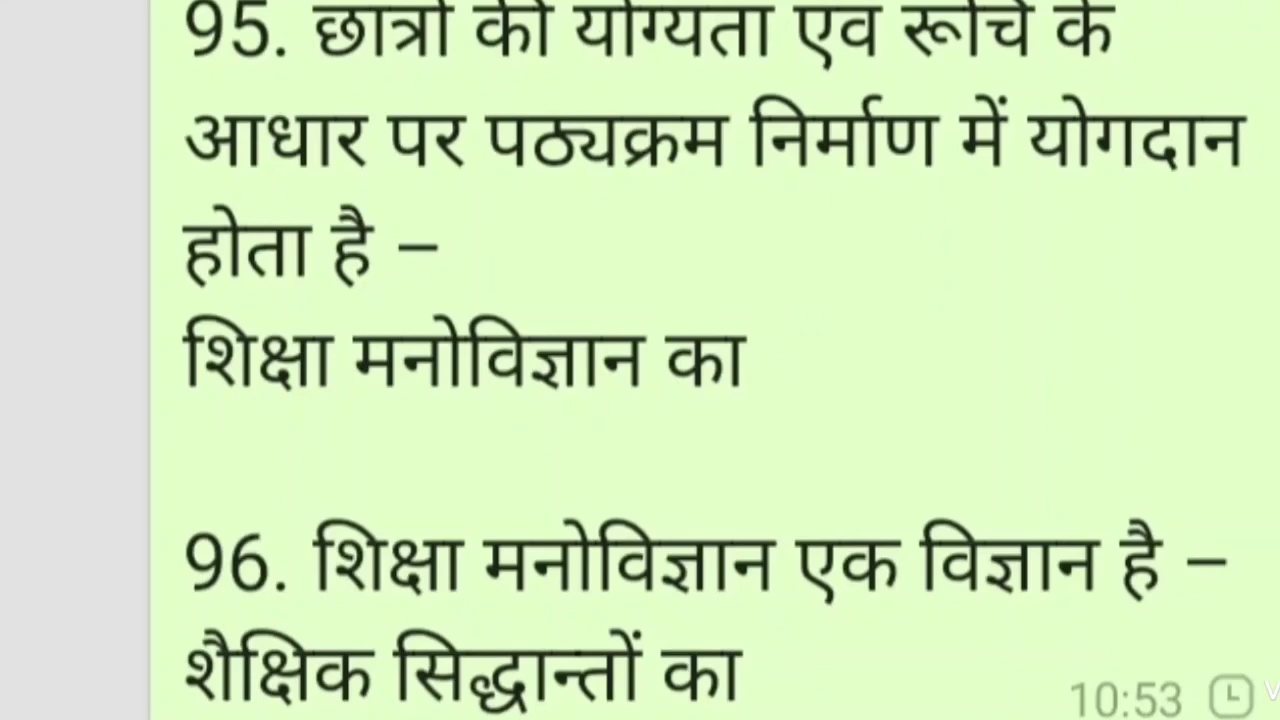 95. छात्रों की योग्यता एवं रूचि के
आधार पर पठ्यक्रम निर्माण में योगदान
होता है –
शिक्षा मनोविज्ञान का
96. शिक्षा मनोविज्ञान एक विज्ञान है –
शैक्षिक सिद्धान्तों का
10:53